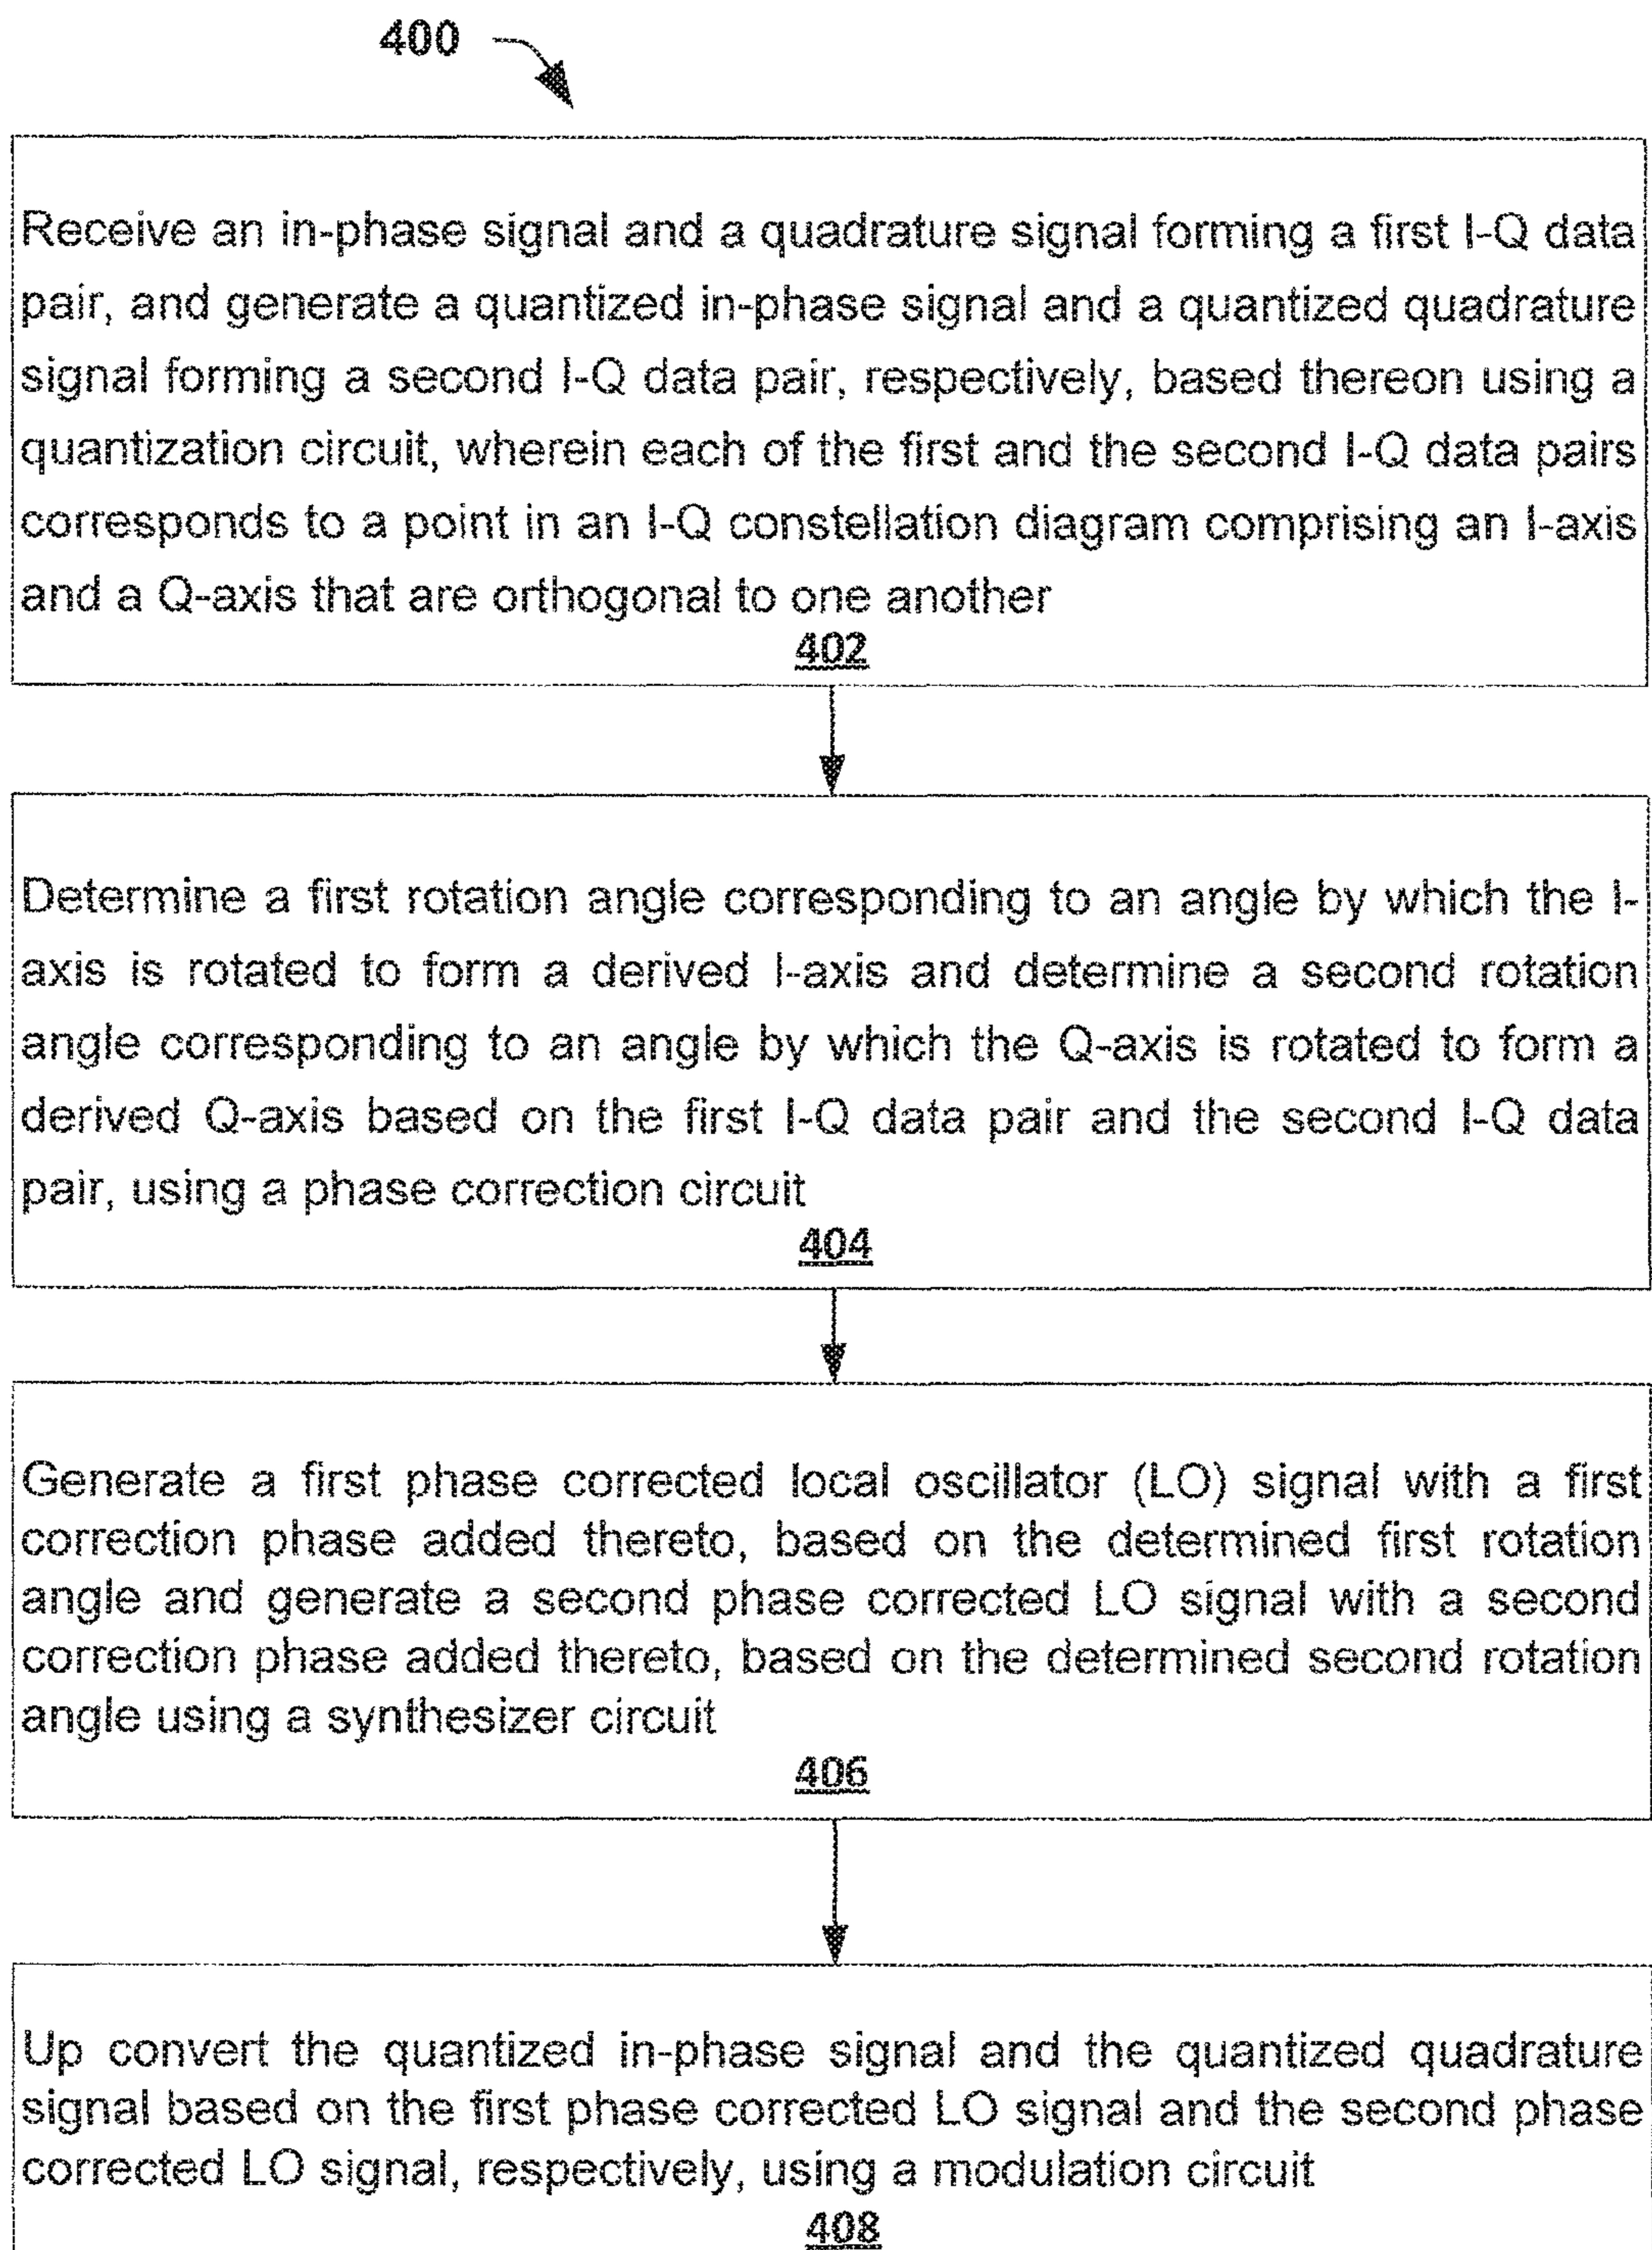 400
Receive an in-phase signal and a quadrature signal forming a first I-Q data
pair, and generate a quantized in-phase signal and a quantized quadrature
signal forming a second I-Q data pair, respectively, based thereon using a
quantization circuit, wherein each of the first and the second I-Q data pairs
corresponds to a point in an I-Q constellation diagram comprising an I-axis
and a Q-axis that are orthogonal to one another
402
Determine a first rotation angle corresponding to an angle by which the I-
axis is rotated to form a derived I-axis and determine a second rotation
angle corresponding to an angle by which the Q-axis is rotated to form a
derived Q-axis based on the first I-Q data pair and the second I-Q data
pair, using a phase correction circuit
404
Generate a first phase corrected local oscillator (LO) signal with a first
correction phase added thereto, based on the determined first rotation
angle and generate a second phase corrected LO signal with a second
correction phase added thereto, based on the determined second rotation
angle using a synthesizer circuit
406
Up convert the quantized in-phase signal and the quantized quadrature
signal based on the first phase corrected LO signal and the second phase
corrected LO signal, respectively, using a modulation circuit
408